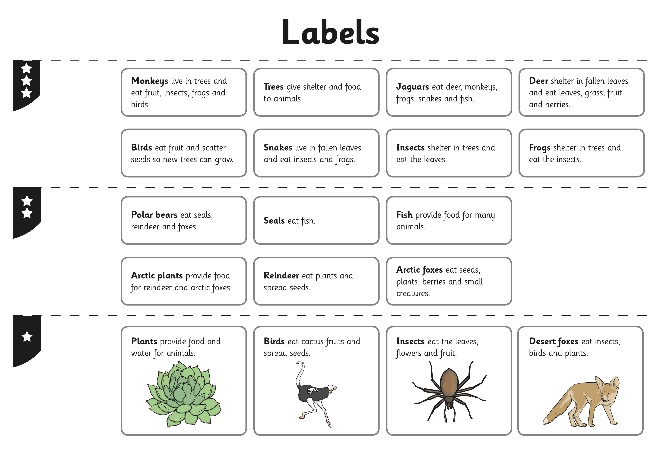 Labels
Monkeys live in trees and
eat fruit, insects, frogs and
birds.
Trees give shelter and food
to animals.
Jaguars eat deer, monkeys,
frogs, snakes and fish.
Deer shelter in fallen leaves
and eat leaves, grass, fruit
and berries.
Birds eat fruit and scatter
seeds so new trees can grow.
Snakes live in fallen leaves
and eat insects and frogs.
Insects shelter in trees and
eat the leaves.
Frogs shelter in trees and
eat the insects.
Polar bears eat seals,
reindeer and foxes.
Seals eat fish.
Fish provide food for many
animals.
Arctic plants provide food
for reindeer and arctic foxes.
Reindeer eat plants and
spread seeds.
Arctic foxes eat seeds,
plants, berries and small
creatures.
Plants provide food and
water for animals.
Birds eat cactus fruits and
spread seeds.
Insects eat the leaves,
flowers and fruit.
Desert foxes eat insects,
birds and plants.